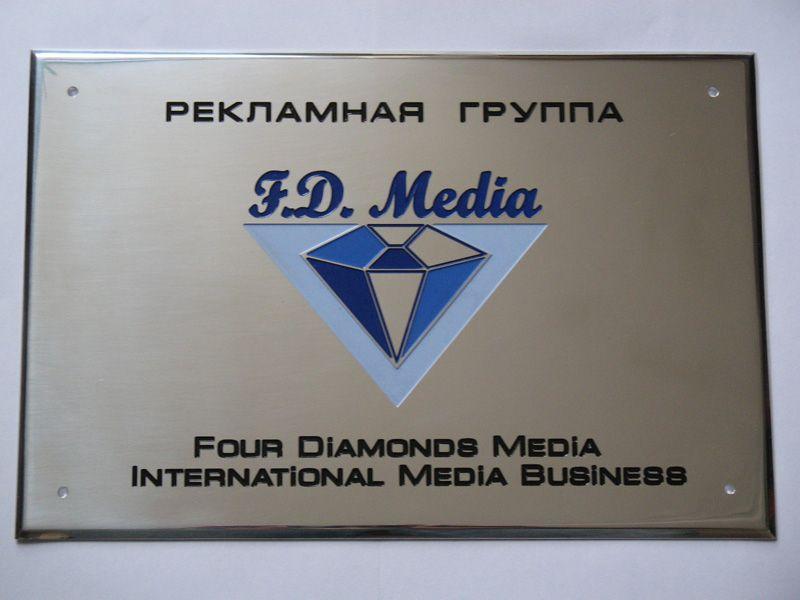 РЕКЛАМНАЯ ГРУППА
F.D. Media
FOUR DiAMONDS MEDiA
INTERNATiONAL MEDiA BUSiNESS